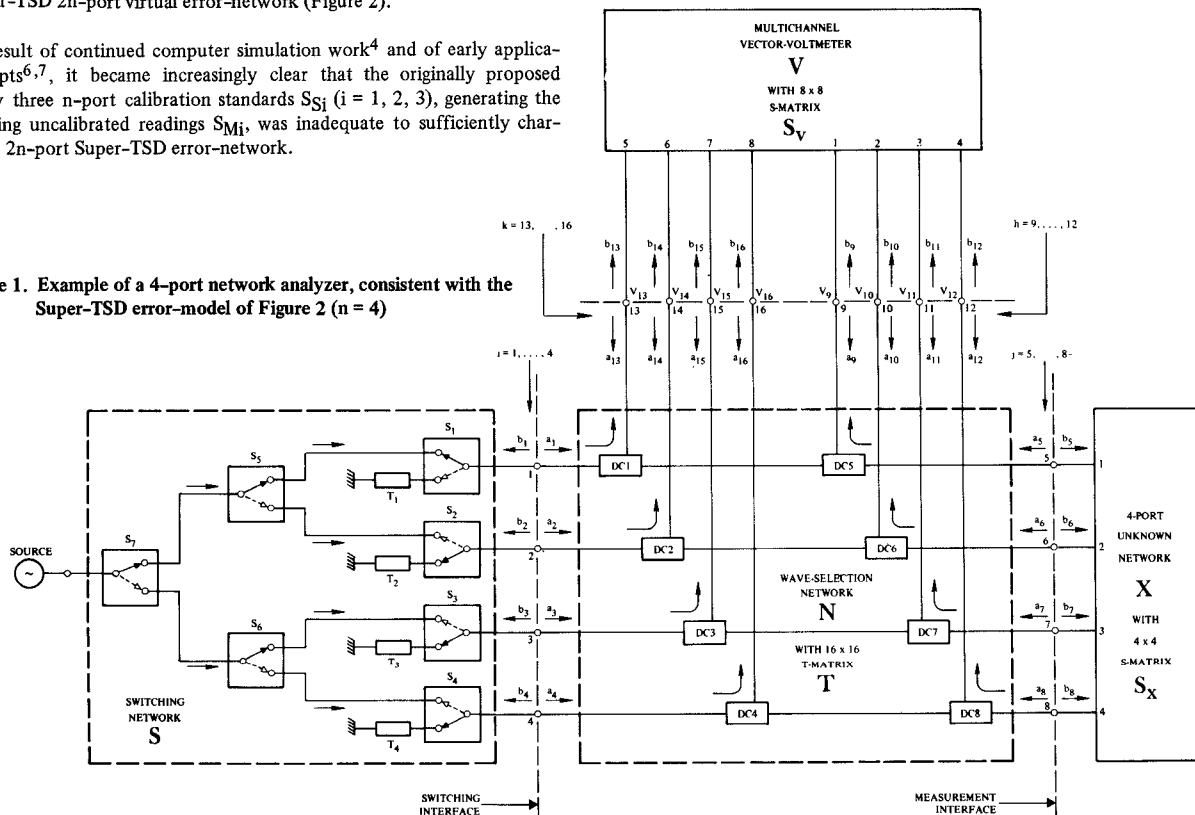 r–TSD 2n–port virtual error–network (Figure 2).
esult of continued computer simulation work4 and of early applica–
pts6,7, it became increasingly clear that the originally proposed
three n–port calibration standards SSi (i = 1, 2, 3), generating the
ing uncalibrated readings SMi, was inadequate to sufficiently char–
2n–port Super–TSD error–network.
e 1. Example of a 4–port network analyzer, consistent with the
Super–TSD error–model of Figure 2 (n = 4)
MULTICHANNEL
VECTOR-VOLTMETER
V
WITH 8 x 8
S-MATRIX
SV
5 6 7 8 1 2 3 4
k = 13, . . , 16
h = 9, . . . . , 12
b13 b14 b15 b16 b9 b10 b11 b12
V13 V14 V15 V16 V9 V10 V11 V12
13 14 15 16 9 10 11 12
a13 a14 a15 a16 a9 a10 a11 a12
i = 1, . . . . , 4
j = 5, . . . , 8
S1
S5
b1 a1
DC1
DC5
a5 b5
1
5
1
T1
S2
S7
b2 a2
a6 b6
SOURCE
~
2
DC2
DC6
6
2
T2
4-PORT
UNKNOWN
NETWORK
X
WITH
4 x 4
S-MATRIX
SX
S3
WAVE-SELECTION
NETWORK
N
WITH 16 x 16
T-MATRIX
T
S6
b3 a3
a7 b7
3
DC3
DC7
7
3
T3
S4
b4 a4
a8 b8
4
DC4
DC8
8
4
T4
SWITCHING
NETWORK
S
SWITCHING
INTERFACE
MEASUREMENT
INTERFACE